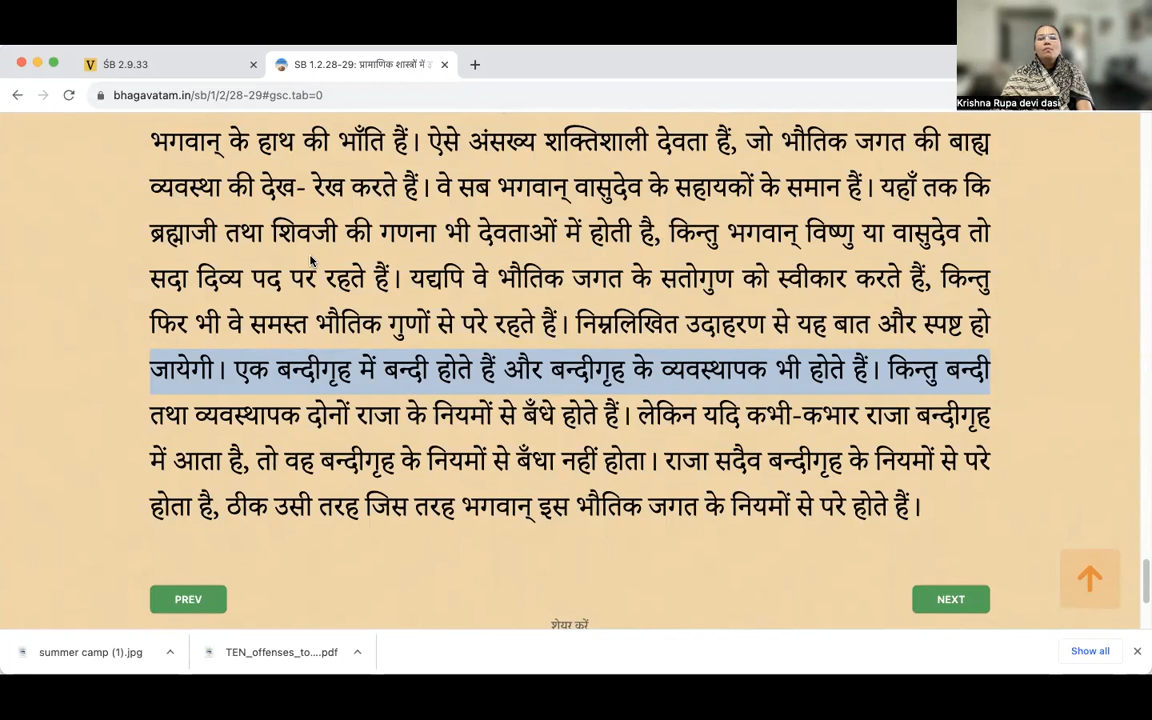 Krishna Rupa devi dasi
ŚB 2.9.33
SB 1.2.28-29: प्रामाणिक शास्त्रों में
bhagavatam.in/sb/1/2/28-29#gsc.tab=0
भगवान् के हाथ की भाँति हैं। ऐसे अंसख्य शक्तिशाली देवता हैं, जो भौतिक जगत की बाह्य
व्यवस्था की देख- रेख करते हैं। वे सब भगवान् वासुदेव के सहायकों के समान हैं। यहाँ तक कि
ब्रह्माजी तथा शिवजी की गणना भी देवताओं में होती है, किन्तु भगवान् विष्णु या वासुदेव तो
सदा दिव्य पद पर रहते हैं। यद्यपि वे भौतिक जगत के सतोगुण को स्वीकार करते हैं, किन्तु
फिर भी वे समस्त भौतिक गुणों से परे रहते हैं। निम्नलिखित उदाहरण से यह बात और स्पष्ट हो
जायेगी। एक बन्दीगृह में बन्दी होते हैं और बन्दीगृह के व्यवस्थापक भी होते हैं। किन्तु बन्दी
तथा व्यवस्थापक दोनों राजा के नियमों से बँधे होते हैं। लेकिन यदि कभी-कभार राजा बन्दीगृह
में आता है, तो वह बन्दीगृह के नियमों से बँधा नहीं होता। राजा सदैव बन्दीगृह के नियमों से परे
होता है, ठीक उसी तरह जिस तरह भगवान् इस भौतिक जगत के नियमों से परे होते हैं।
PREV
NEXT
शेयर करें
summer camp (1).jpg
TEN_offenses_to....pdf
Show all